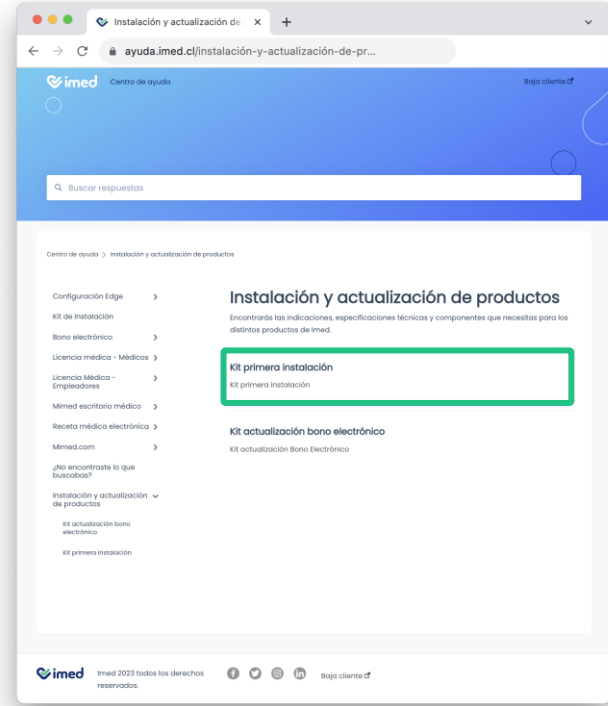 Instalación y actualización de
ayuda.imed.cl/instalación-y-actualización-de-pr...
imed Centro de ayuda Baja cliente
Buscar respuestas
Centro de ayuda > Instalación y actualización de productos
Configuración Edge
Kit de Instalación
Bono electrónico
Licencia médica - Médicos
Licencia Médica -
Empleadores
Mimed escritorio médico
Receta médica electrónica
Mimed.com
¿No encontraste lo que
buscabas?
Instalación y actualización
de productos
Kit actualización bono
electrónico
Kit primera instalación
Instalación y actualización de productos
Encontrarás las indicaciones, especificaciones técnicas y componentes que necesitas para los
distintos productos de imed.
Kit primera instalación
Kit primera instalación
Kit actualización bono electrónico
Kit actualización Bono Electrónico
imed
Imed 2023 todos los derechos
reservados.
Baja cliente